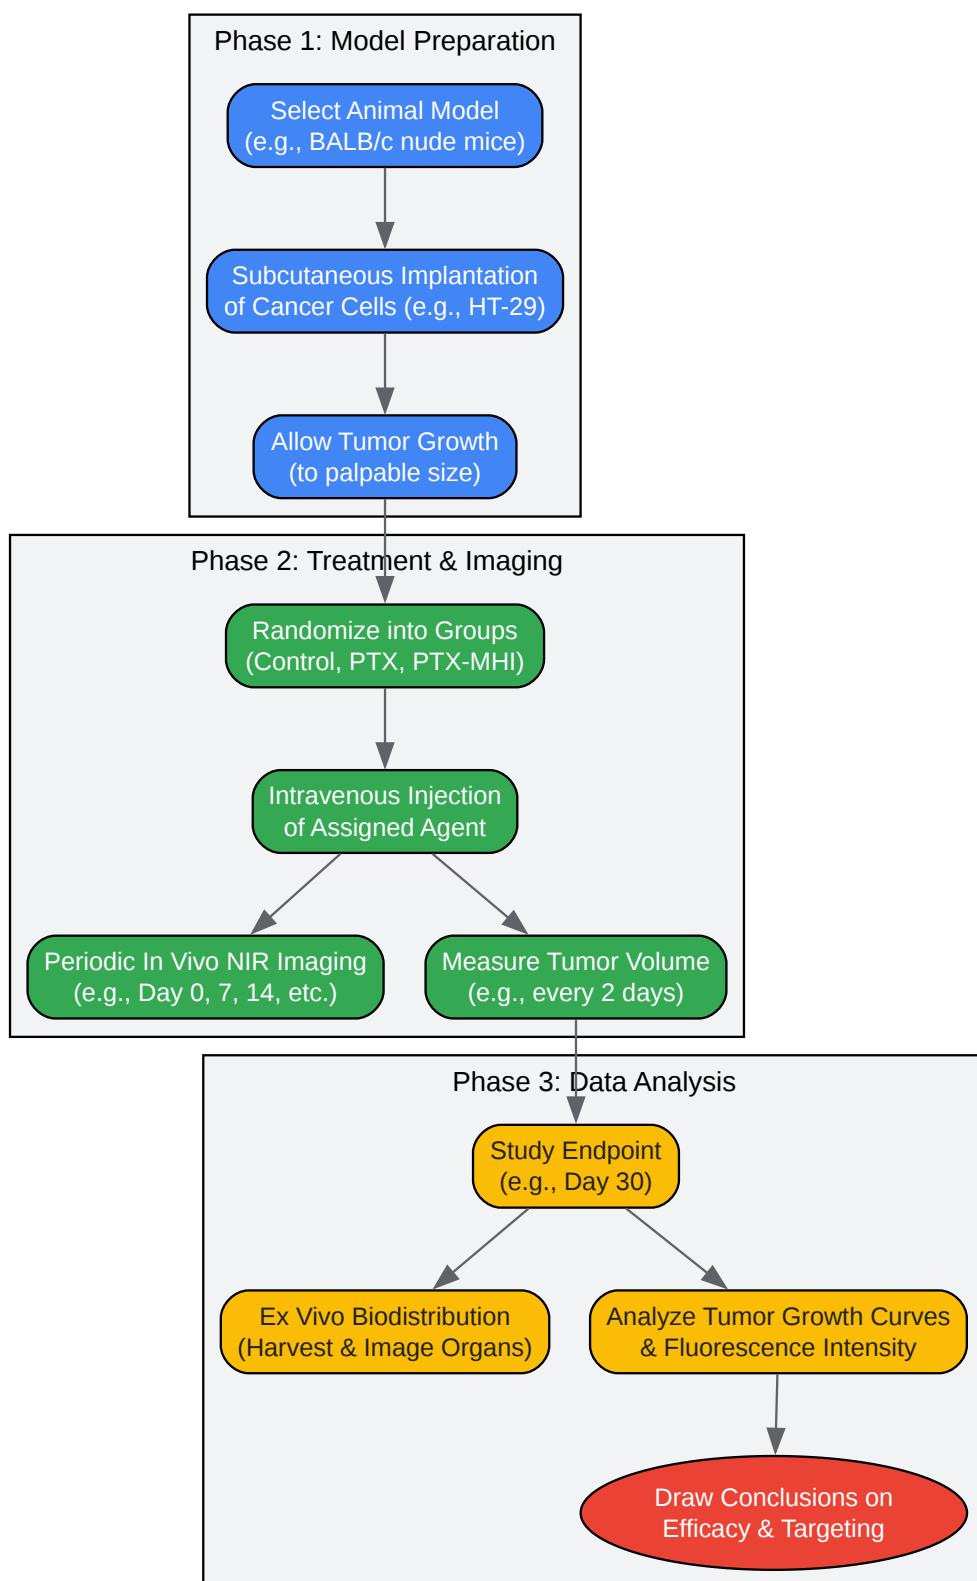 Phase 1: Model Preparation
Select Animal Model
(e.g., BALB/c nude mice)
Subcutaneous Implantation
of Cancer Cells (e.g., HT-29)
Allow Tumor Growth
(to palpable size)
Phase 2: Treatment & Imaging
Randomize into Groups
(Control, PTX, PTX-MHI)
Intravenous Injection
of Assigned Agent
Periodic In Vivo NIR Imaging
(e.g., Day 0, 7, 14, etc.)
Measure Tumor Volume
(e.g., every 2 days)
Phase 3: Data Analysis
Study Endpoint
(e.g., Day 30)
Ex Vivo Biodistribution
(Harvest & Image Organs)
Analyze Tumor Growth Curves
& Fluorescence Intensity
Draw Conclusions on
Efficacy & Targeting